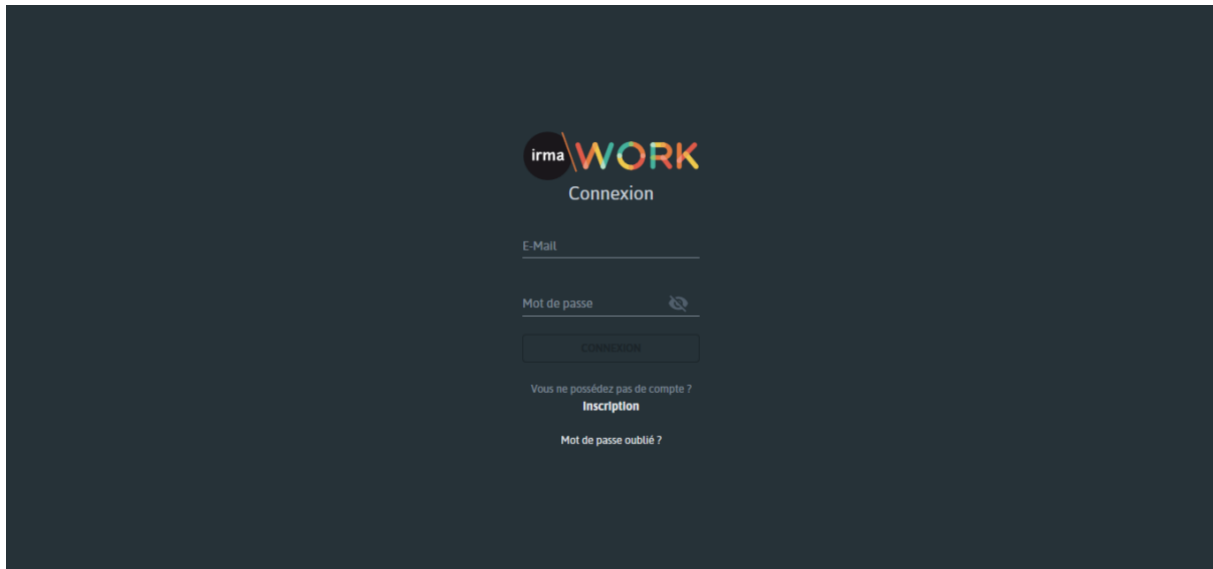 irma WORK
Connexion
E-Mail
Mot de passe
CONNEXION
Vous ne possédez pas de compte ?
Inscription
Mot de passe oublié ?